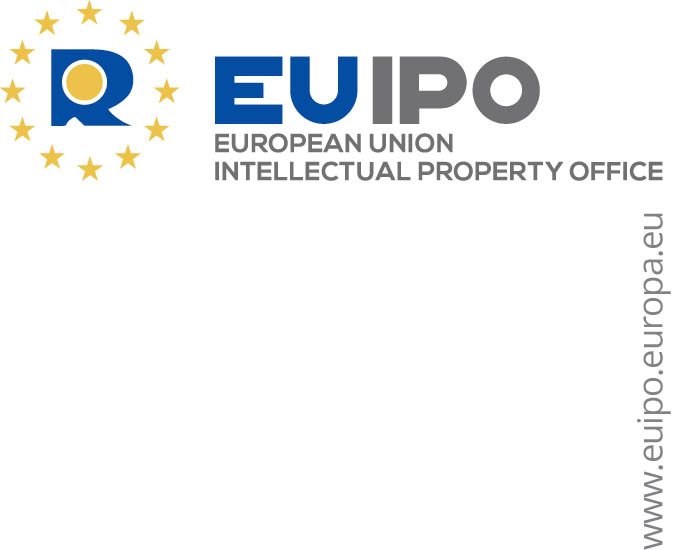 R
EUIPO
EUROPEAN UNION
INTELLECTUAL PROPERTY OFFICE
www.euipo.europa.eu